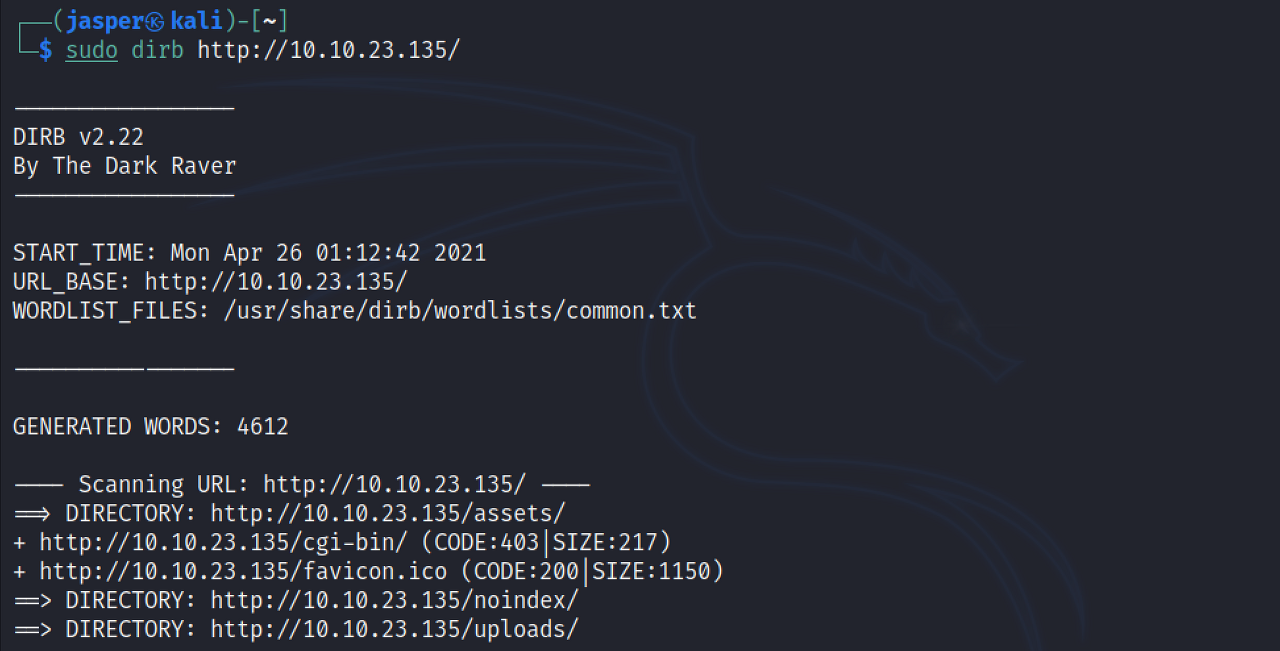 ┌──(jasper㉿kali)-[~]
└─$ sudo dirb http://10.10.23.135/
—————————————————
DIRB v2.22
By The Dark Raver
—————————————————
START_TIME: Mon Apr 26 01:12:42 2021
URL_BASE: http://10.10.23.135/
WORDLIST_FILES: /usr/share/dirb/wordlists/common.txt
—————————————————
GENERATED WORDS: 4612
———— Scanning URL: http://10.10.23.135/ ————
==> DIRECTORY: http://10.10.23.135/assets/
+ http://10.10.23.135/cgi-bin/ (CODE:403|SIZE:217)
+ http://10.10.23.135/favicon.ico (CODE:200|SIZE:1150)
==> DIRECTORY: http://10.10.23.135/noindex/
==> DIRECTORY: http://10.10.23.135/uploads/